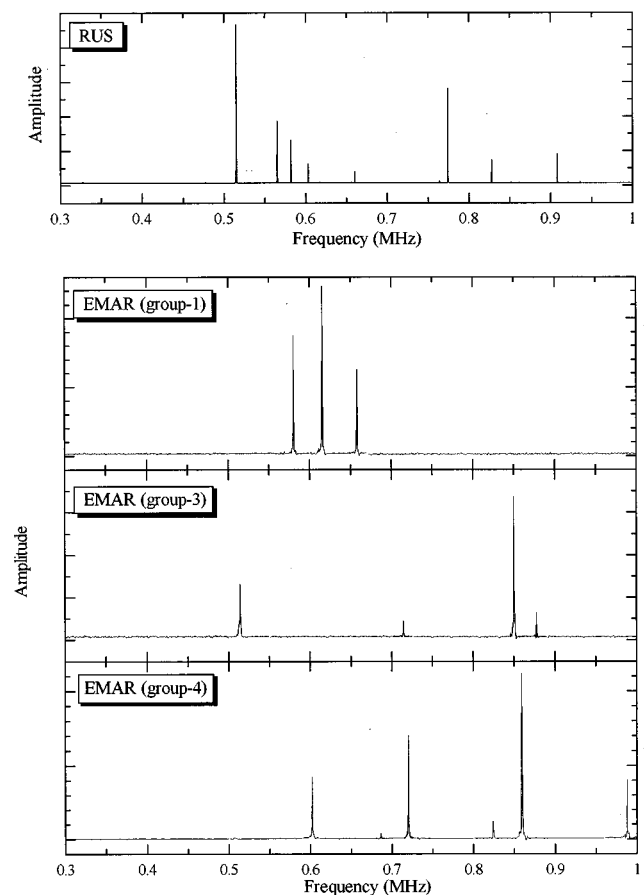 RUS
Amplitude
0.3 0.4 0.5 0.6 0.7 0.8 0.9 1
Frequency (MHz)
EMAR (group-1)
EMAR (group-3)
Amplitude
EMAR (group-4)
0.3 0.4 0.5 0.6 0.7 0.8 0.9 1
Frequency (MHz)